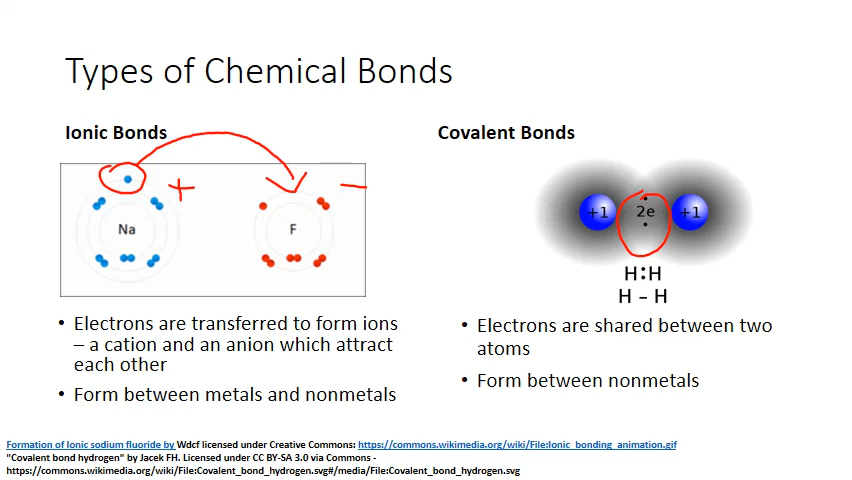 Types of Chemical Bonds
Ionic Bonds
Covalent Bonds
+
–
Na
F
+1
2e
+1
H:H
H – H
• Electrons are transferred to form ions
– a cation and an anion which attract
each other
• Form between metals and nonmetals
• Electrons are shared between two
atoms
• Form between nonmetals
Formation of Ionic sodium fluoride by Wdcf licensed under Creative Commons: https://commons.wikimedia.org/wiki/File:Ionic_bonding_animation.gif
"Covalent bond hydrogen" by Jacek FH. Licensed under CC BY-SA 3.0 via Commons -
https://commons.wikimedia.org/wiki/File:Covalent_bond_hydrogen.svg#/media/File:Covalent_bond_hydrogen.svg